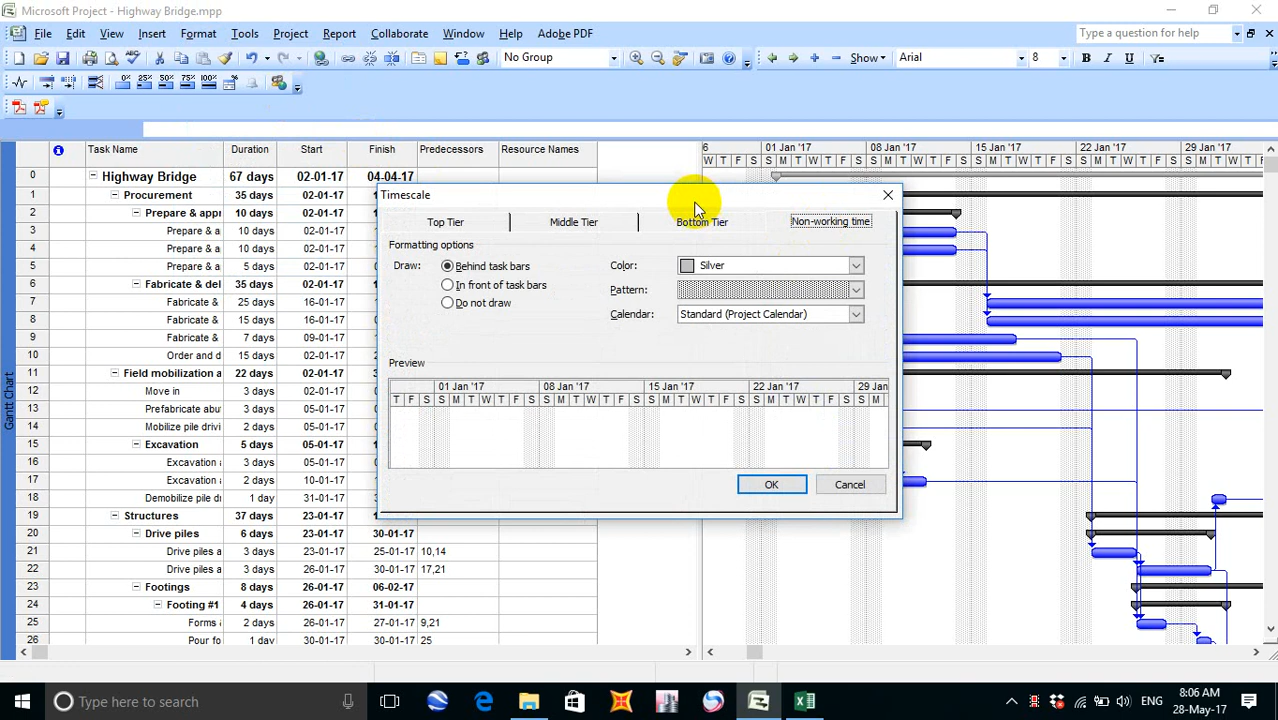 Microsoft Project - Highway Bridge.mpp
File Edit View Insert Format Tools Project Report Collaborate Window Help Adobe PDF
Type a question for help
No Group Show Arial 8 B I U
0% 25% 50% 75% 100%
Task Name Duration Start Finish Predecessors Resource Names
6 01 Jan '17 08 Jan '17 15 Jan '17 22 Jan '17 29 Jan '17
W T F S S M T W T F S S M T W T F S S M T W T F S S M T W T F S S M T W T
0 Highway Bridge 67 days 02-01-17 04-04-17
1 Procurement 35 days 02-01-17
2 Prepare & appr 10 days 02-01-17
3 Prepare & a 10 days 02-01-17
4 Prepare & a 10 days 02-01-17
5 Prepare & a 5 days 02-01-17
6 Fabricate & del 35 days 02-01-17
7 Fabricate & 25 days 16-01-17
8 Fabricate & 35 days 16-01-17
9 Fabricate & 7 days 09-01-17
10 Order and d 10 days 09-01-17
11 Field mobilization a 22 days 02-01-17
12 Move in 3 days 02-01-17
13 Prefabricate abu 3 days 05-01-17
14 Mobilize pile drivi 2 days 05-01-17
15 Excavation 5 days 05-01-17
16 Excavation a 3 days 05-01-17
17 Excavation a 2 days 10-01-17
18 Demobilize pile d 1 day 31-01-17
19 Structures 37 days 23-01-17
20 Drive piles 6 days 23-01-17 30-01-17
21 Drive piles a 3 days 23-01-17 25-01-17 10,14
22 Drive piles a 3 days 26-01-17 30-01-17 17,21
23 Footings 8 days 26-01-17 06-02-17
24 Footing #1 4 days 26-01-17 31-01-17
25 Forms 2 days 26-01-17 27-01-17 9,21
26 Pour fo 1 day 30-01-17 30-01-17 25
Gantt Chart
Timescale
Top Tier Middle Tier Bottom Tier Non-working time
Formatting options
Draw: Behind task bars Color: Silver
In front of task bars Pattern:
Do not draw Calendar: Standard (Project Calendar)
Preview
01 Jan '17 08 Jan '17 15 Jan '17 22 Jan '17 29 Jan
T F S S M T W T F S S M T W T F S S M T W T F S S M T W T F S S M
OK Cancel
Type here to search
ENG
8:06 AM
28-May-17